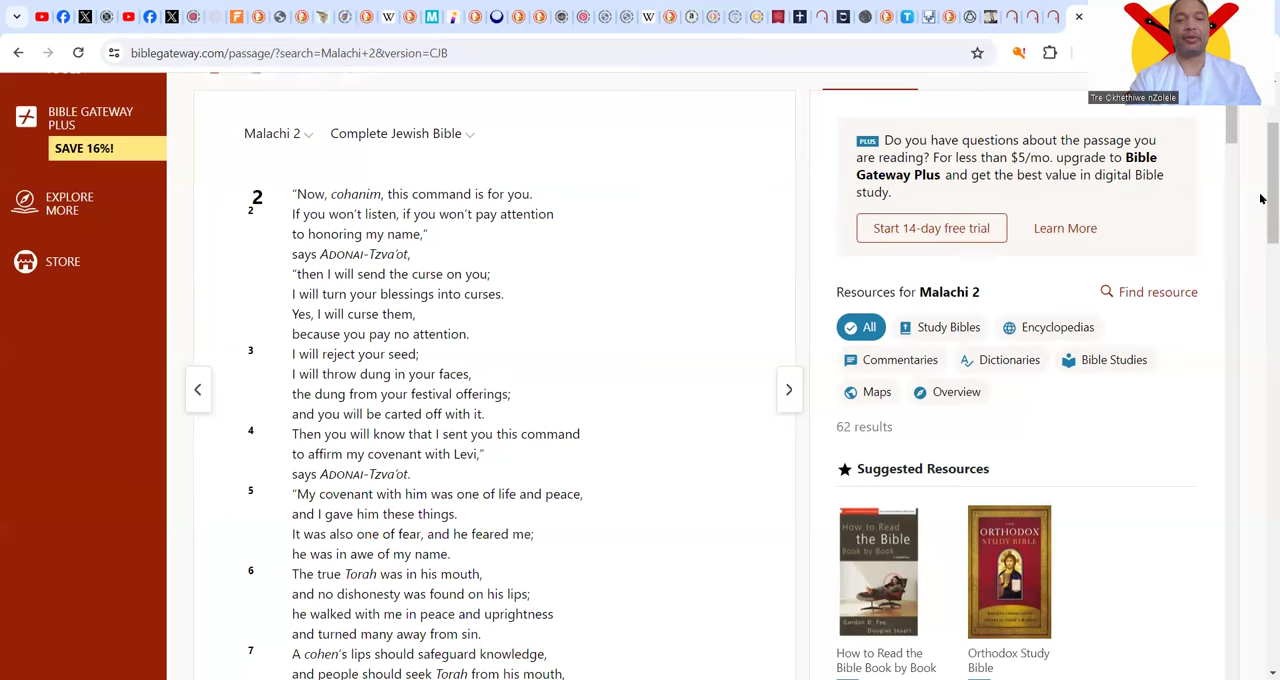 biblegateway.com/passage/?search=Malachi+2&version=CJB
Tre Okhethiwe nZolele
BIBLE GATEWAY
PLUS
SAVE 16%!
EXPLORE
MORE
STORE
Malachi 2
Complete Jewish Bible
2 “Now, cohanim, this command is for you.
2 If you won’t listen, if you won’t pay attention
to honoring my name,”
says ADONAI-Tzva’ot,
“then I will send the curse on you;
I will turn your blessings into curses.
Yes, I will curse them,
because you pay no attention.
3 I will reject your seed;
I will throw dung in your faces,
the dung from your festival offerings;
and you will be carted off with it.
4 Then you will know that I sent you this command
to affirm my covenant with Levi,”
says ADONAI-Tzva’ot.
5 “My covenant with him was one of life and peace,
and I gave him these things.
It was also one of fear, and he feared me;
he was in awe of my name.
6 The true Torah was in his mouth,
and no dishonesty was found on his lips;
he walked with me in peace and uprightness
and turned many away from sin.
7 A cohen’s lips should safeguard knowledge,
and people should seek Torah from his mouth,
PLUS Do you have questions about the passage
you are reading? For less than $5/mo. upgrade to Bible
Gateway Plus and get the best value in digital Bible
study.
Start 14-day free trial
Learn More
Resources for Malachi 2
Find resource
All
Study Bibles
Encyclopedias
Commentaries
Dictionaries
Bible Studies
Maps
Overview
62 results
Suggested Resources
How to Read
the Bible
Book by Book
Gordon D. Fee
Douglas Stuart
THE
ORTHODOX
STUDY BIBLE
How to Read the
Bible Book by Book
Orthodox Study
Bible